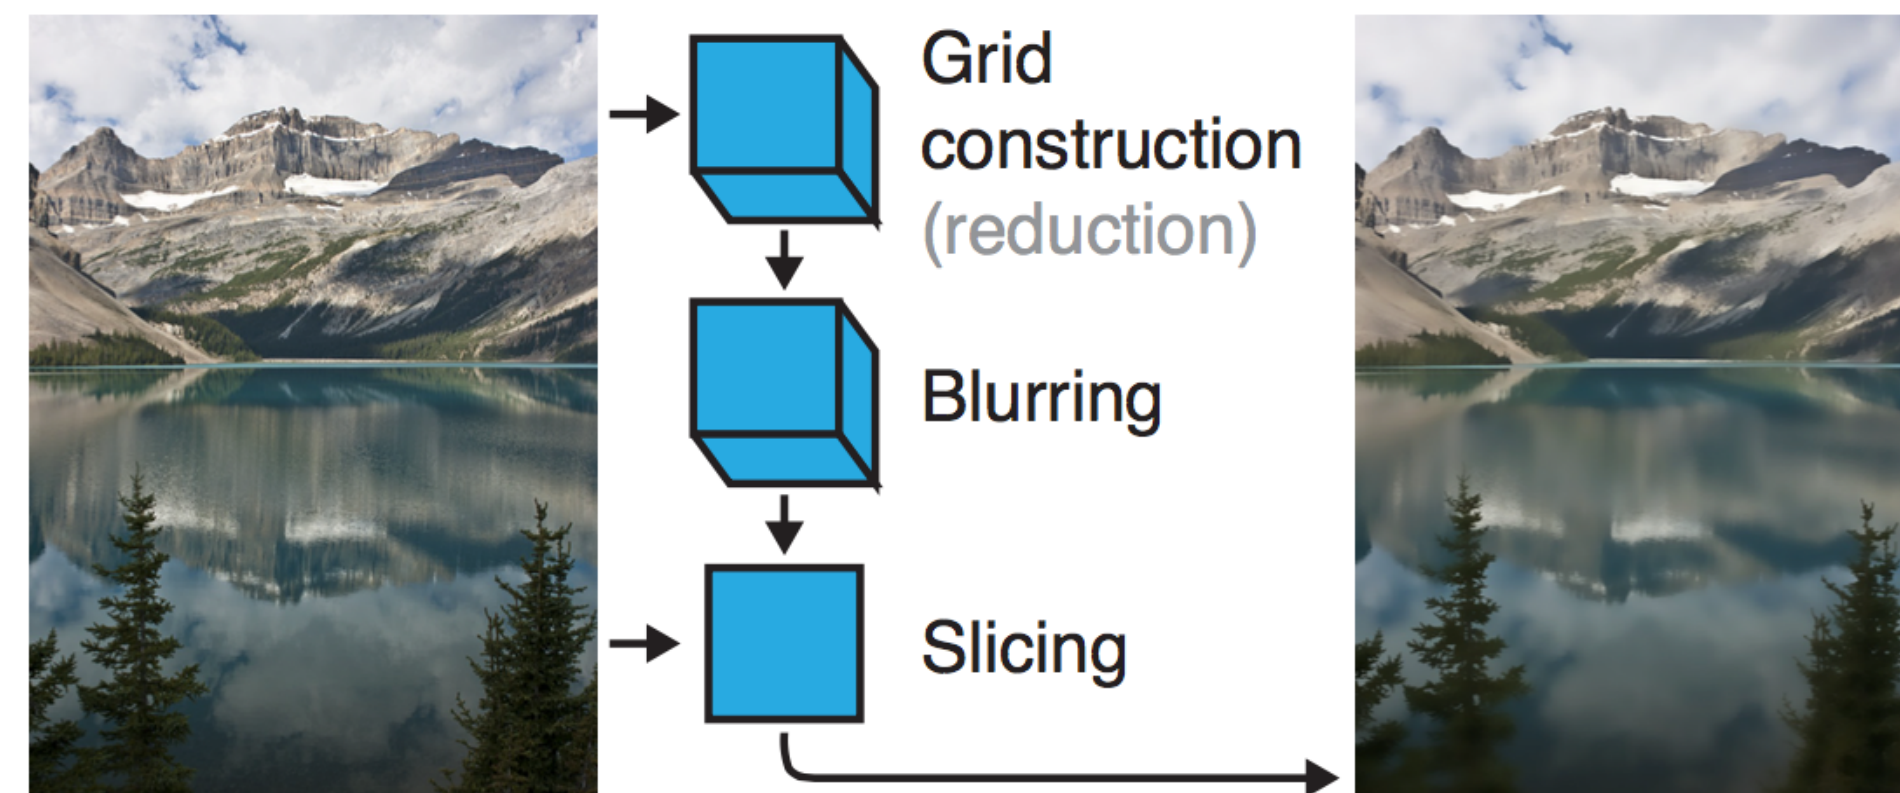 Grid
construction
(reduction)
Blurring
Slicing